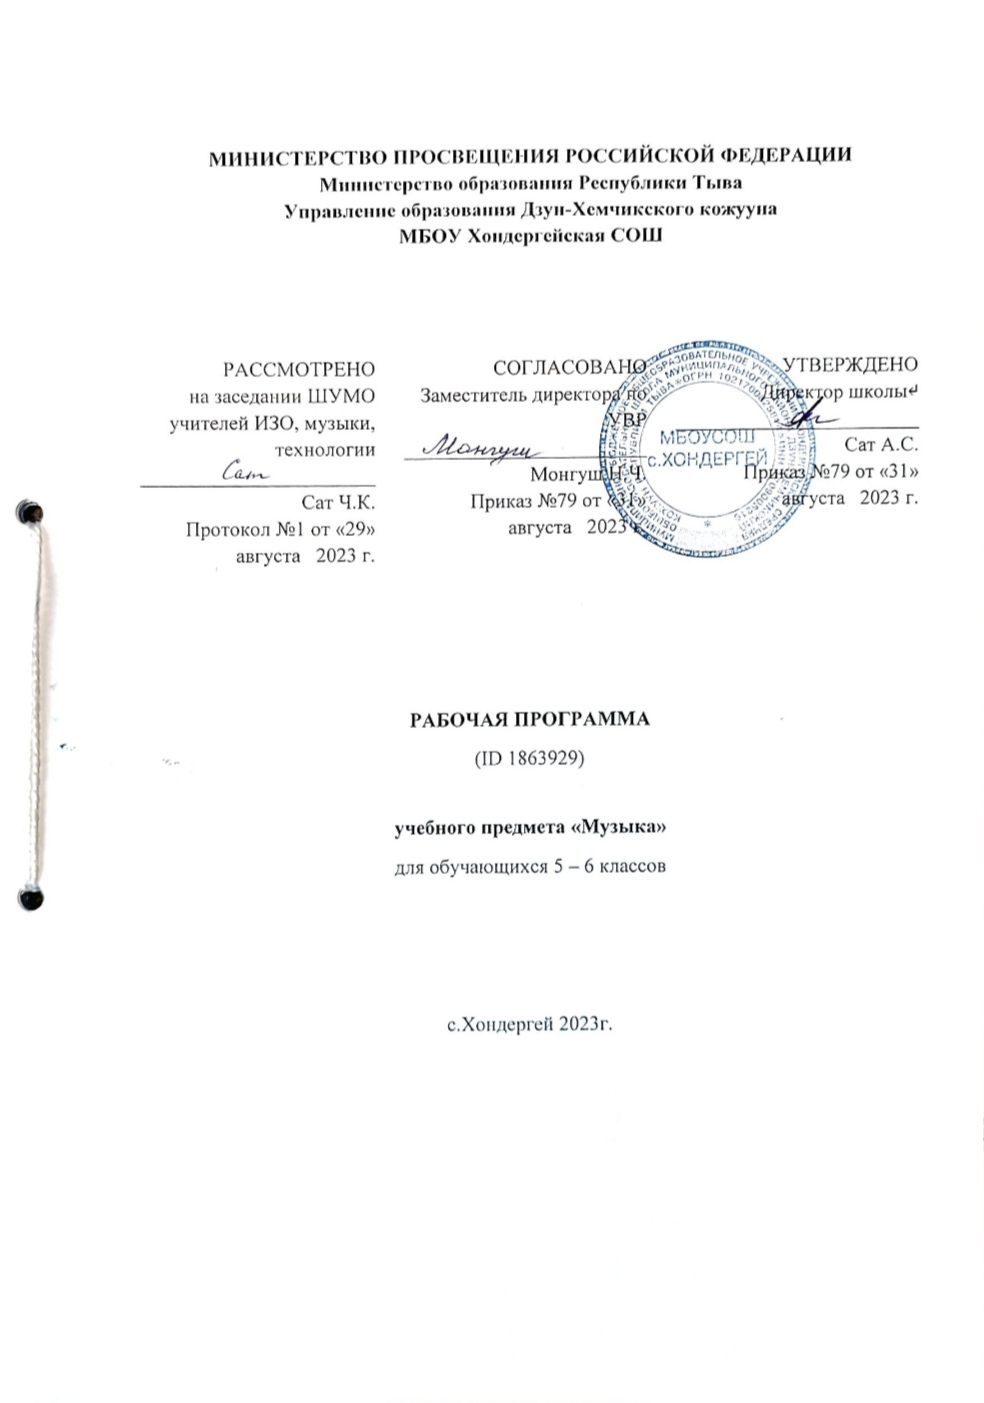 МИНИСТЕРСТВО ПРОСВЕЩЕНИЯ РОССИЙСКОЙ ФЕДЕРАЦИИ
Министерство образования Республики Тыва
Управление образования Дзун-Хемчикского кожууна
МБОУ Хондергейская СОШ
РАССМОТРЕНО
на заседании ШУМО
учителей ИЗО, музыки,
технологии
Сат
Сат Ч.К.
Протокол №1 от «29»
августа 2023 г.
СОГЛАСОВАНО
Заместитель директора по
УВР
Монгуш
Монгуш Н.Ч.
Приказ №79 от «31»
августа 2023 г.
УТВЕРЖДЕНО
Директор школы↵
Сат А.С.
Приказ №79 от «31»
августа 2023 г.
МБОУСОШ
с.ХОНДЕРГЕЙ
РАБОЧАЯ ПРОГРАММА
(ID 1863929)
учебного предмета «Музыка»
для обучающихся 5 – 6 классов
с.Хондергей 2023г.